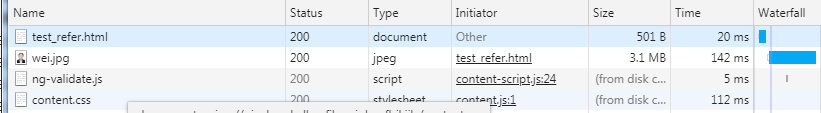 Name Status Type Initiator Size Time Waterfall
test_refer.html 200 document Other 501 B 20 ms
wei.jpg 200 jpeg test_refer.html 3.1 MB 142 ms
ng-validate.js 200 script content-script.js:24 (from disk c... 5 ms
content.css 200 stylesheet content.js:1 (from disk c... 112 ms